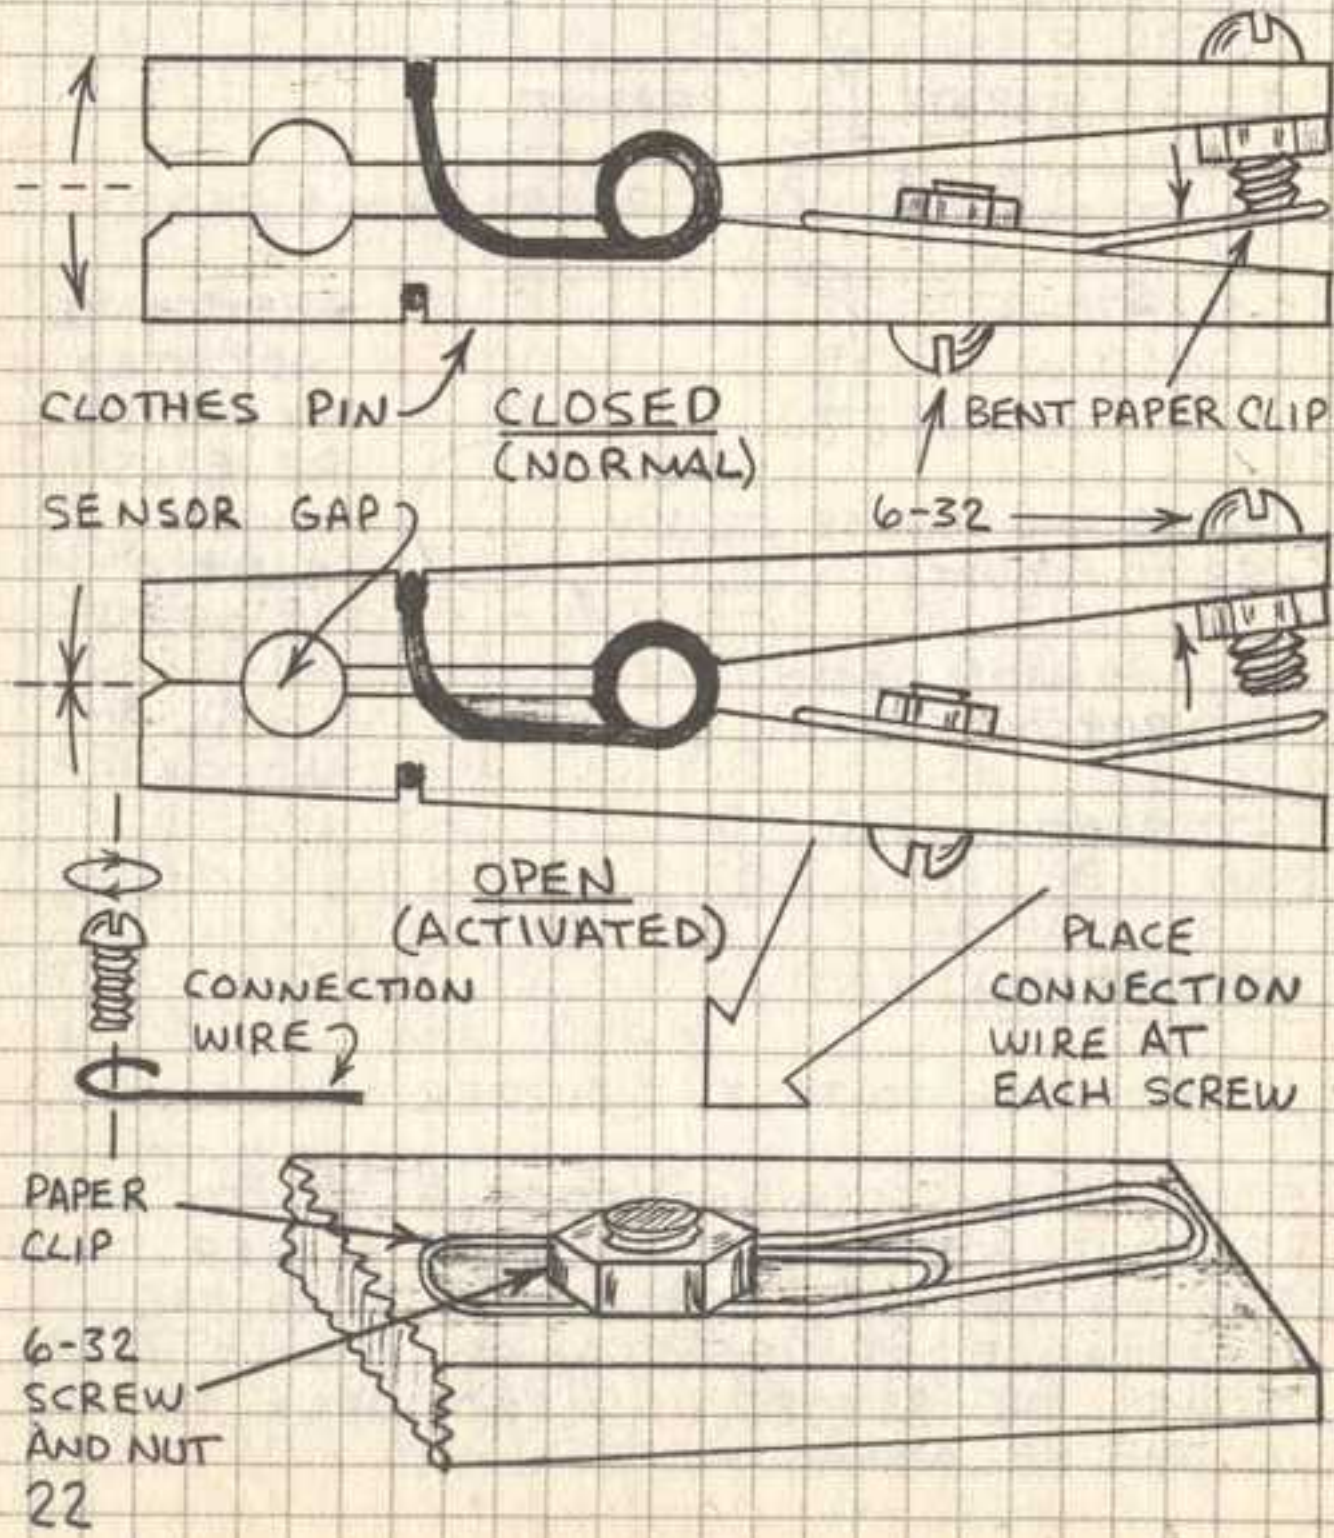 CLOTHES PIN
CLOSED
(NORMAL)
BENT PAPER CLIP
SENSOR GAP
6-32
OPEN
(ACTIVATED)
CONNECTION
WIRE
PLACE
CONNECTION
WIRE AT
EACH SCREW
PAPER
CLIP
6-32
SCREW
AND NUT
22